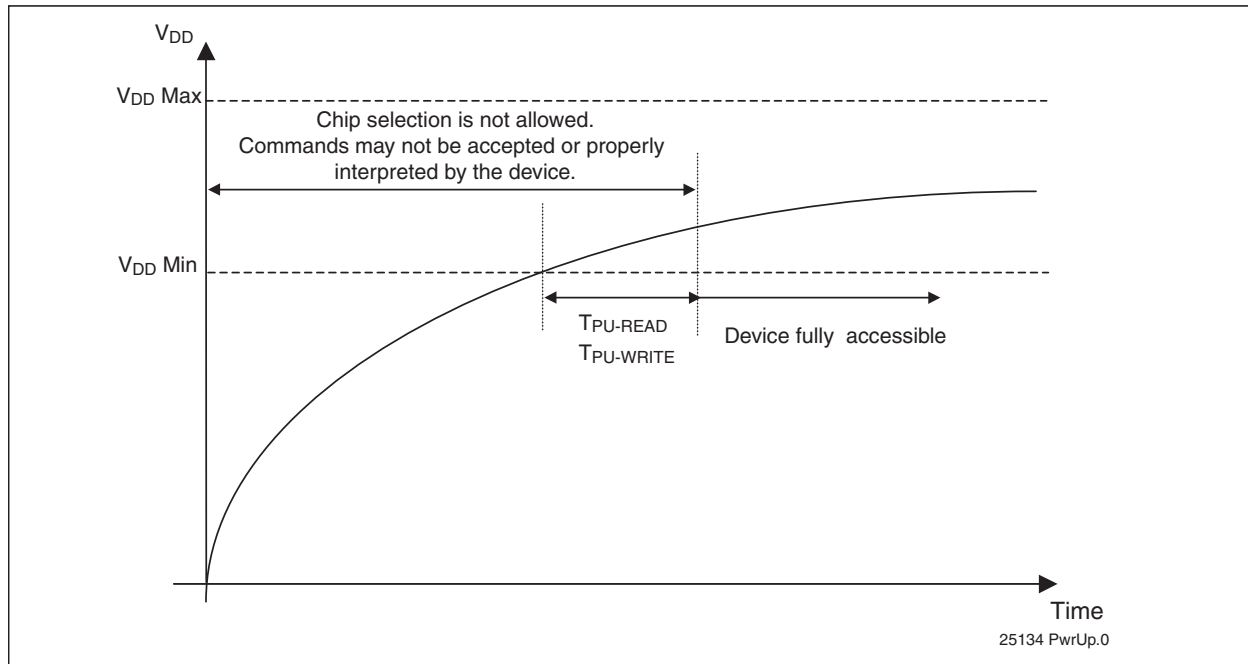 VDD
VDD Max
Chip selection is not allowed.
Commands may not be accepted or properly
interpreted by the device.
VDD Min
TPU-READ
TPU-WRITE
Device fully accessible
Time
25134 PwrUp.0